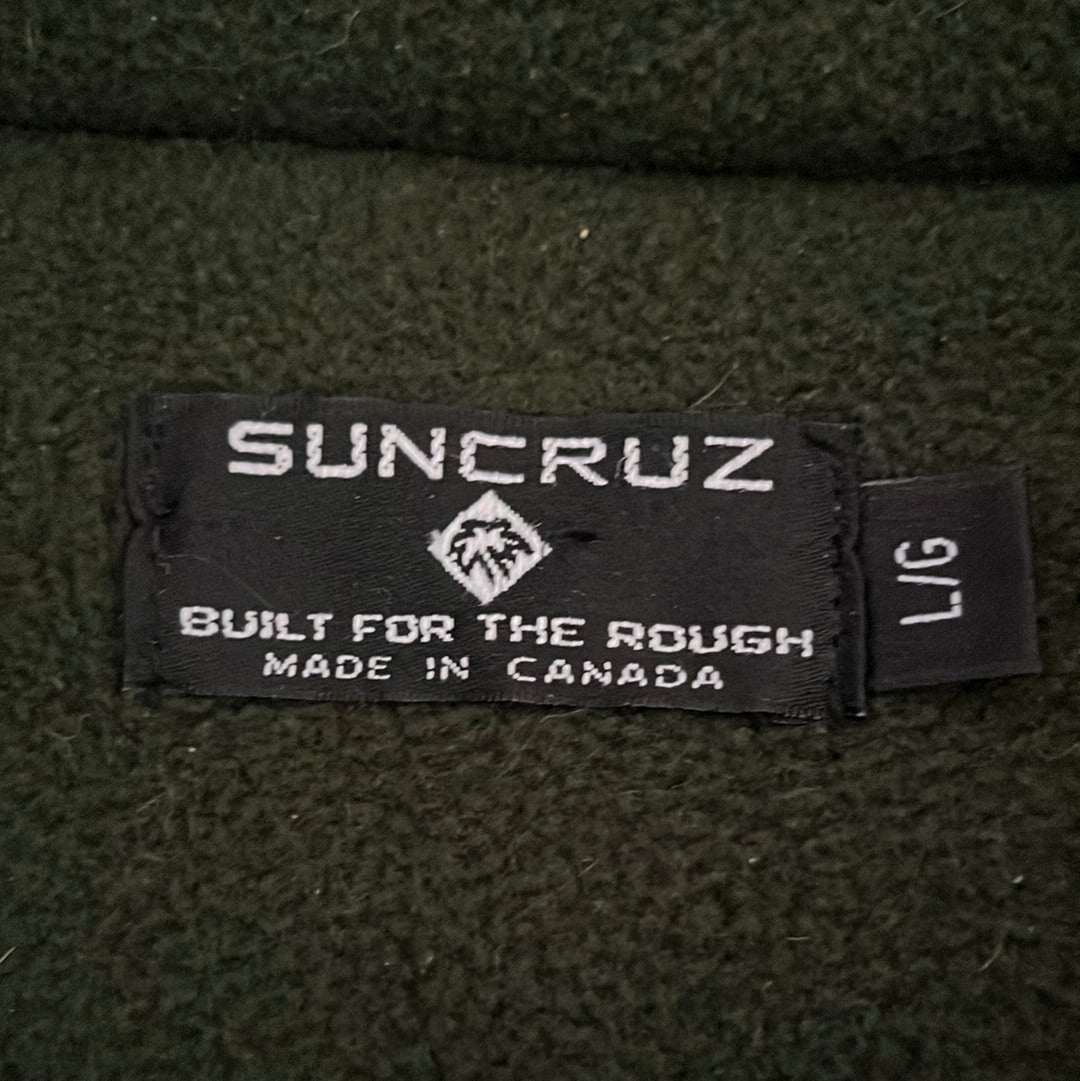 SUNCRUZ
BUILT FOR THE ROUGH
MADE IN CANADA
L/G